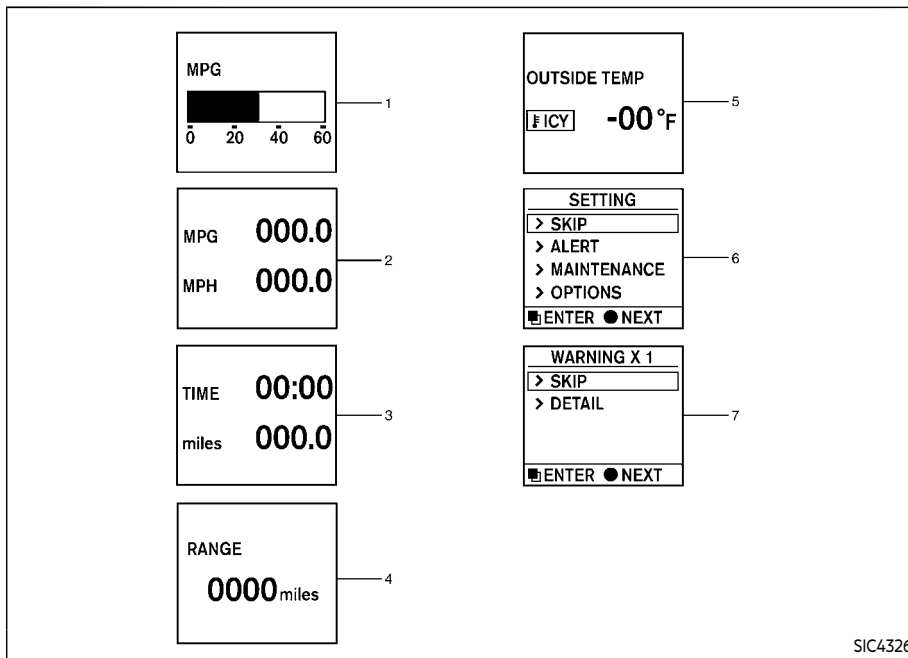 MPG
0 20 40 60
1
MPG 000.0
MPH 000.0
2
TIME 00:00
miles 000.0
3
RANGE
0000 miles
4
OUTSIDE TEMP
ICY -00°F
5
SETTING
> SKIP
> ALERT
> MAINTENANCE
> OPTIONS
ENTER ● NEXT
6
WARNING X 1
> SKIP
> DETAIL
ENTER ● NEXT
7
SIC4326